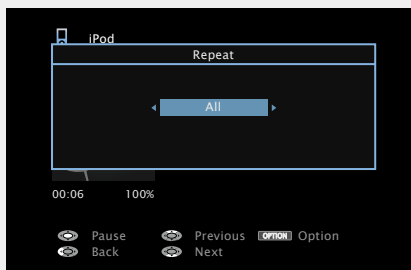 iPod
Repeat
All
00:06 100%
Pause Previous OPTION Option
Back Next